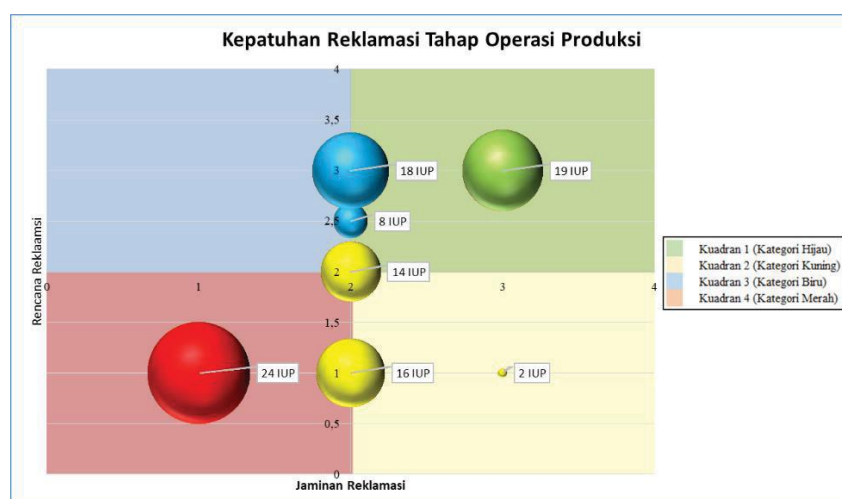 Kepatuhan Reklamasi Tahap Operasi Produksi
4
3,5
3
18 IUP
19 IUP
2,5
8 IUP
2
14 IUP
1
2
3
4
1,5
24 IUP
1
16 IUP
2 IUP
0,5
0
Rencana Reklaamsi
Jaminan Reklamasi
Kuadran 1 (Kategori Hijau)
Kuadran 2 (Kategori Kuning)
Kuadran 3 (Kategori Biru)
Kuadran 4 (Kategori Merah)